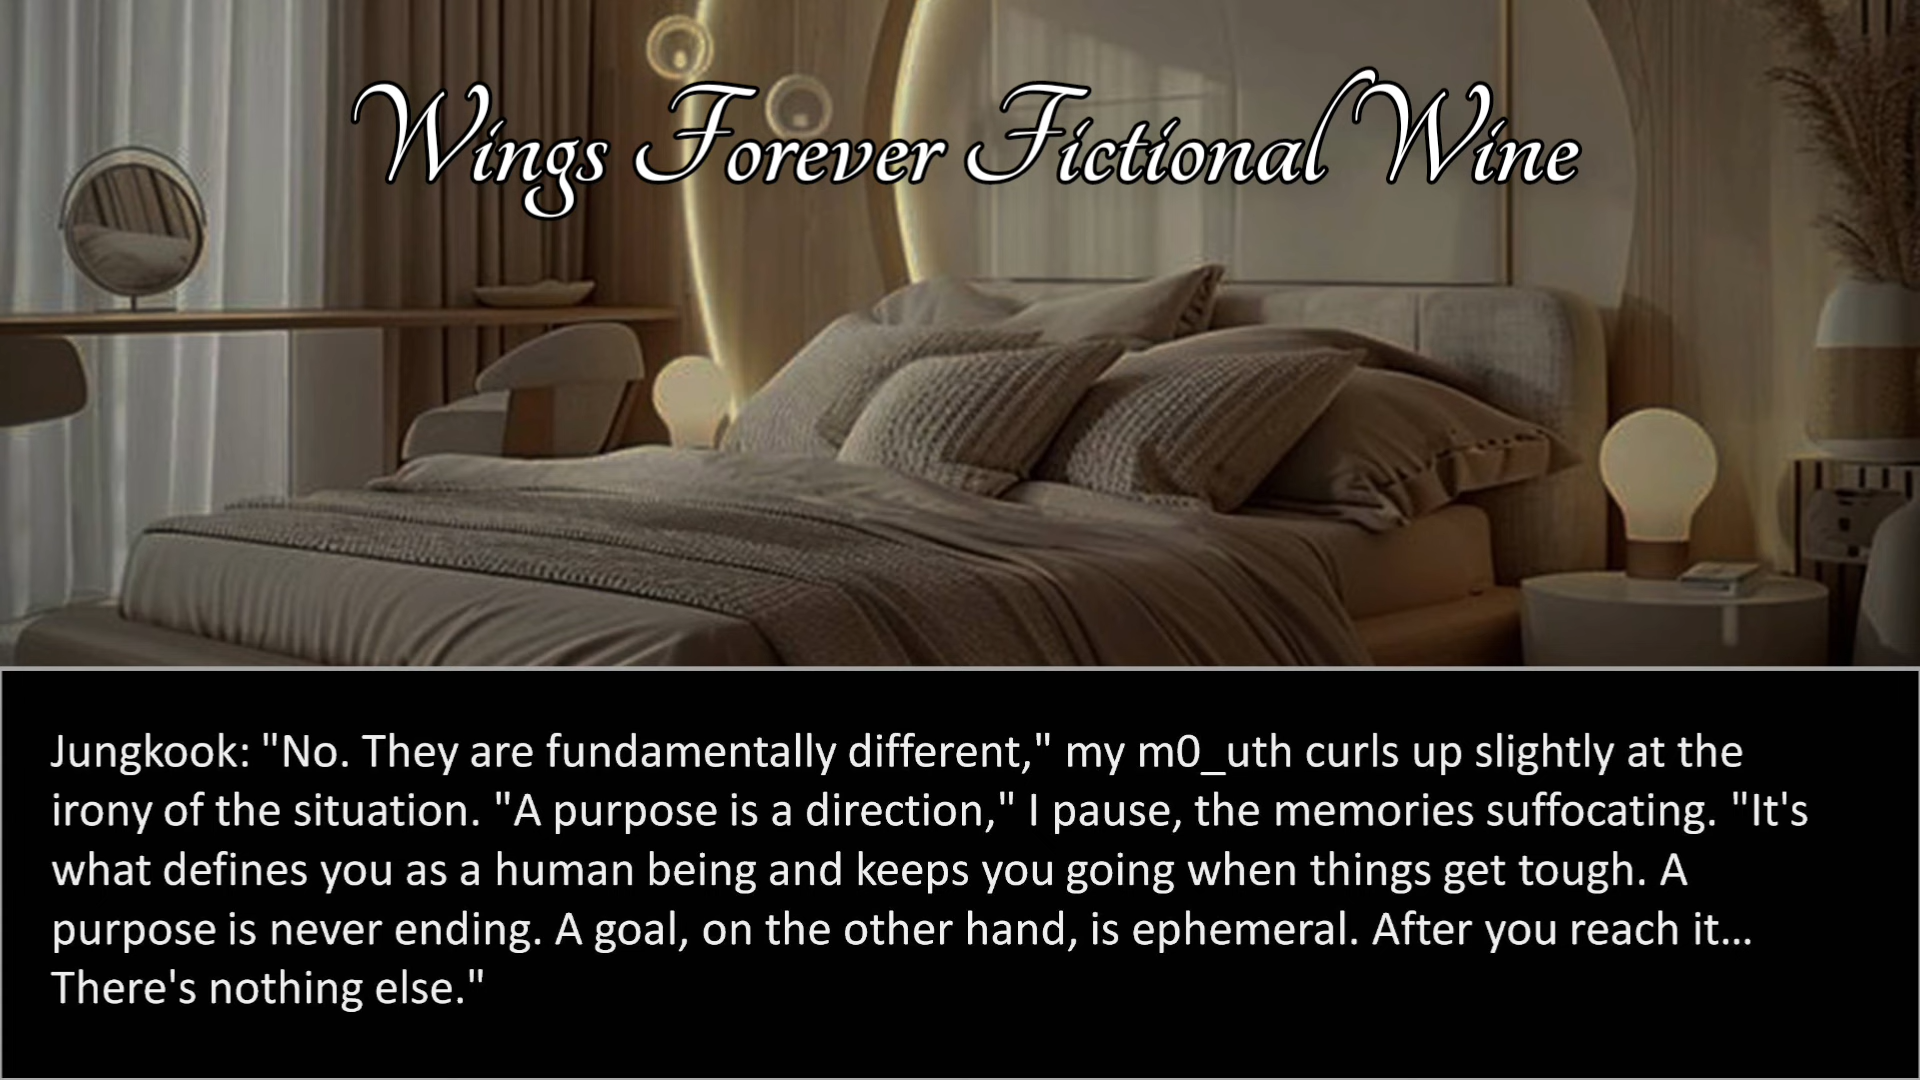 Wings Forever Fictional Wine
Jungkook: "No. They are fundamentally different," my m0_uth curls up slightly at the
irony of the situation. "A purpose is a direction," I pause, the memories suffocating. "It's
what defines you as a human being and keeps you going when things get tough. A
purpose is never ending. A goal, on the other hand, is ephemeral. After you reach it...
There's nothing else."